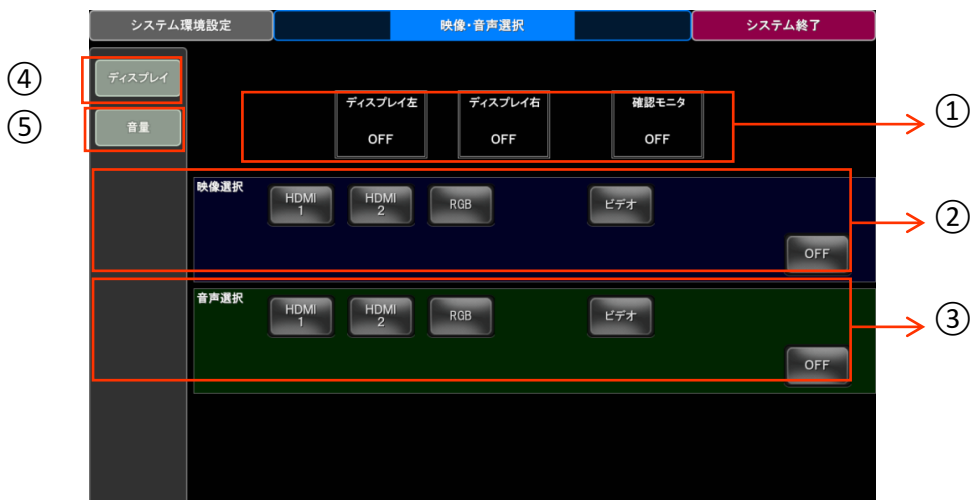 システム環境設定
映像・音声選択
システム終了
④
ディスプレイ
⑤
音量
ディスプレイ左
OFF
ディスプレイ右
OFF
確認モニタ
OFF
①
映像選択
HDMI
1
HDMI
2
RGB
ビデオ
OFF
②
音声選択
HDMI
1
HDMI
2
RGB
ビデオ
OFF
③